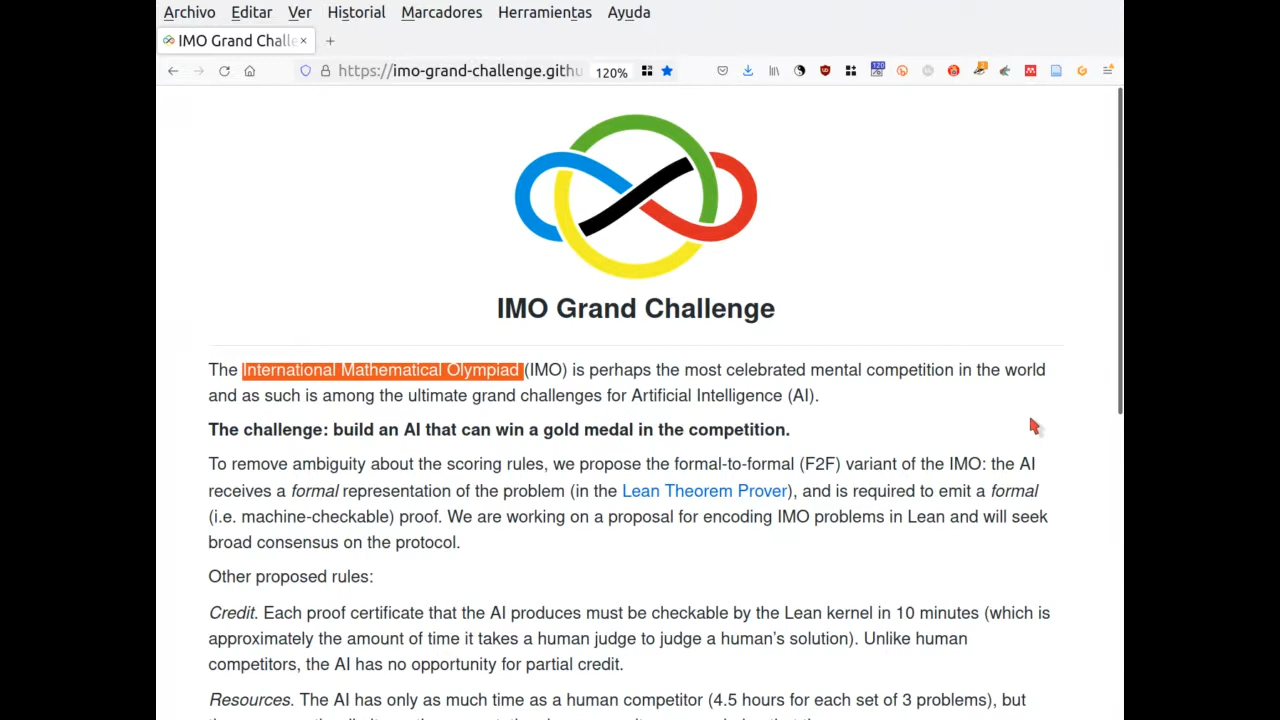 Archivo Editar Ver Historial Marcadores Herramientas Ayuda
IMO Grand Challe
https://imo-grand-challenge.githu 120% 120
IMO Grand Challenge
The International Mathematical Olympiad (IMO) is perhaps the most celebrated mental competition in the world
and as such is among the ultimate grand challenges for Artificial Intelligence (AI).
The challenge: build an AI that can win a gold medal in the competition.
To remove ambiguity about the scoring rules, we propose the formal-to-formal (F2F) variant of the IMO: the AI
receives a formal representation of the problem (in the Lean Theorem Prover), and is required to emit a formal
(i.e. machine-checkable) proof. We are working on a proposal for encoding IMO problems in Lean and will seek
broad consensus on the protocol.
Other proposed rules:
Credit. Each proof certificate that the AI produces must be checkable by the Lean kernel in 10 minutes (which is
approximately the amount of time it takes a human judge to judge a human’s solution). Unlike human
competitors, the AI has no opportunity for partial credit.
Resources. The AI has only as much time as a human competitor (4.5 hours for each set of 3 problems), but